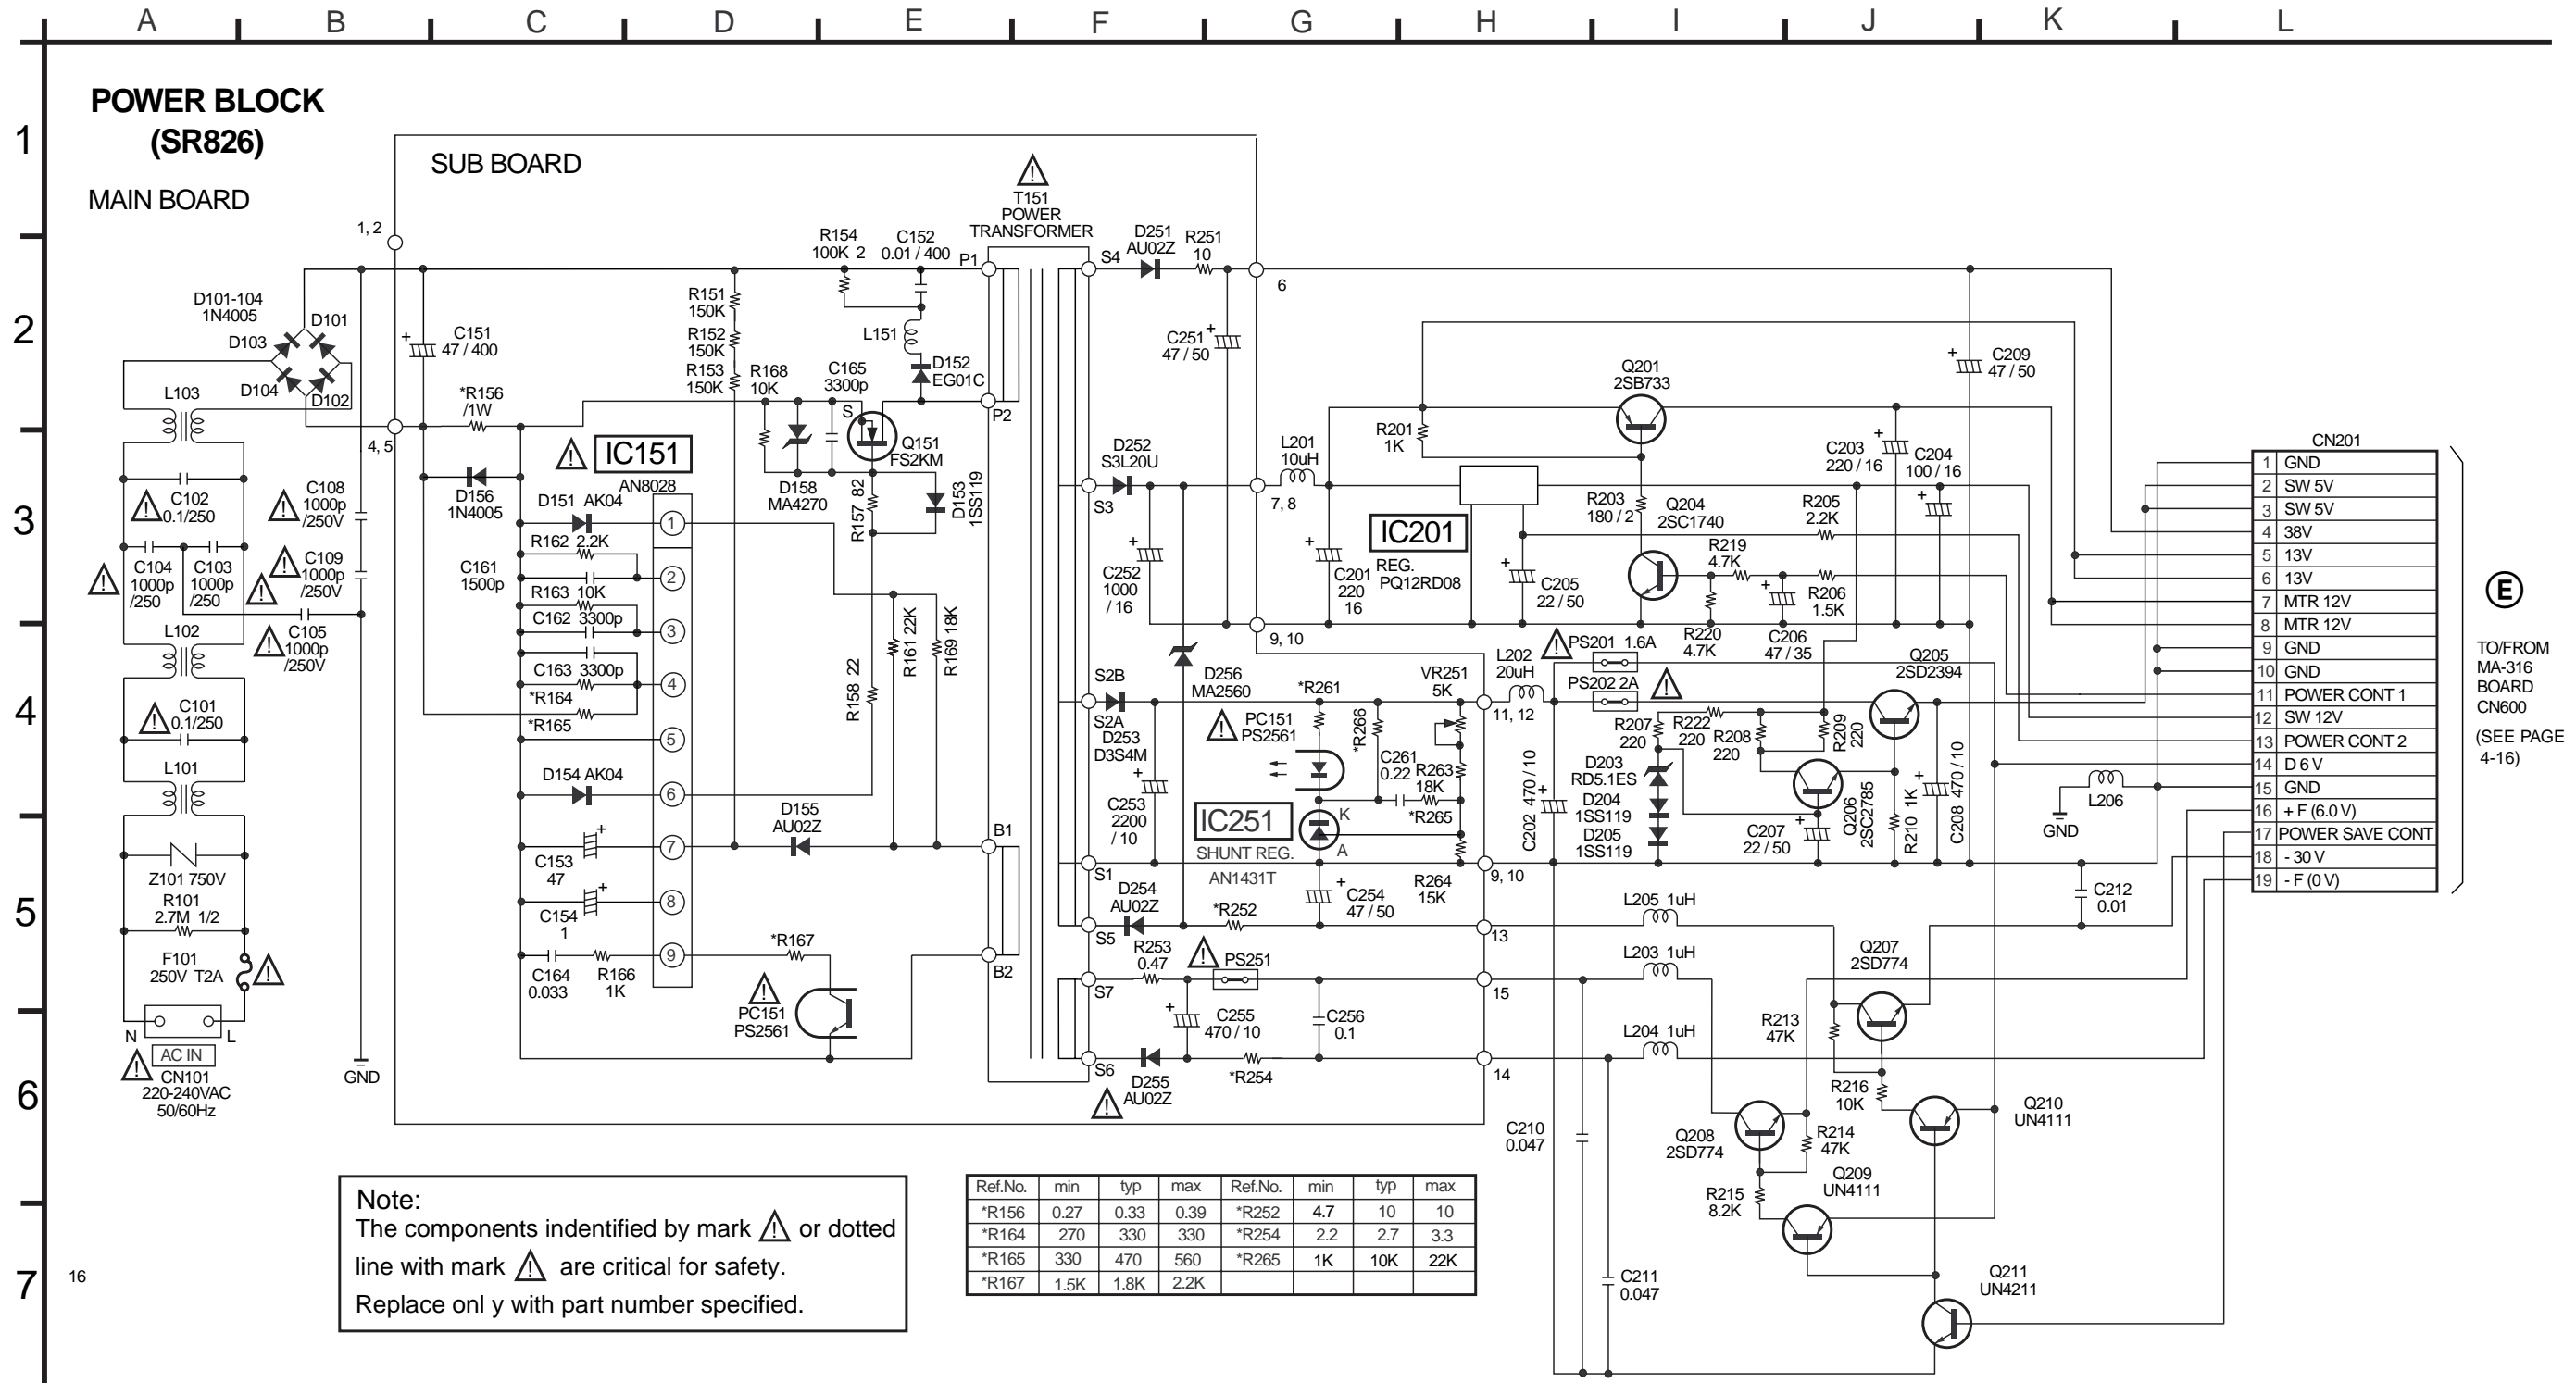 A B C D E F G H I J K L
1
2
3
4
5
6
7
POWER BLOCK
(SR826)
MAIN BOARD
SUB BOARD
1, 2
4, 5
D101-104
1N4005
D101
D103
D104
D102
L103
C102
0.1/250
C104
1000p
/250
C103
1000p
/250
C108
1000p
/250V
C109
1000p
/250V
C105
1000p
/250V
L102
C101
0.1/250
L101
Z101 750V
R101
2.7M 1/2
F101
250V T2A
N
L
AC IN
CN101
220-240VAC
50/60Hz
GND
C151
47 / 400
*R156
/1W
D156
1N4005
IC151
AN8028
D151 AK04
R162 2.2K
C161
1500p
R163 10K
C162 3300p
C163 3300p
*R164
*R165
D154 AK04
C153
47
C154
1
C164
0.033
R166
1K
1
2
3
4
5
6
7
8
9
R151
150K
R152
150K
R153
150K
R168
10K
D158
MA4270
C165
3300p
R154
100K 2
C152
0.01 / 400
L151
D152
EG01C
S
Q151
FS2KM
R157 82
D153
1SS119
R158 22
R161 22K
R169 18K
D155
AU02Z
*R167
PC151
PS2561
T151
POWER
TRANSFORMER
P1
P2
B1
B2
S4
S3
S2B
S2A
S1
S5
S7
S6
D251
AU02Z
R251
10
C251
47 / 50
6
D252
S3L20U
C252
1000
/ 16
L201
10uH
7, 8
9, 10
D256
MA2560
D253
D3S4M
C253
2200
/ 10
PC151
PS2561
*R261
*R266
VR251
5K
C261
0.22
R263
18K
*R265
IC251
SHUNT REG.
AN1431T
K
A
C254
47 / 50
R264
15K
D254
AU02Z
*R252
R253
0.47
PS251
C255
470 / 10
C256
0.1
D255
AU02Z
*R254
11, 12
9, 10
13
15
14
C201
220
16
R201
1K
IC201
REG.
PQ12RD08
C205
22 / 50
Q201
2SB733
R203
180 / 2
Q204
2SC1740
R219
4.7K
R220
4.7K
C206
47 / 35
R205
2.2K
R206
1.5K
C203
220 / 16
C204
100 / 16
C209
47 / 50
L202
20uH
PS201 1.6A
PS202 2A
C202 470 / 10
R207
220
R222
220
R208
220
R209
220
D203
RD5.1ES
D204
1SS119
D205
1SS119
C207
22 / 50
Q206
2SC2785
Q205
2SD2394
R210 1K
C208 470 / 10
L205 1uH
L203 1uH
L204 1uH
C210
0.047
C211
0.047
Q207
2SD774
R213
47K
R216
10K
Q208
2SD774
R214
47K
R215
8.2K
Q209
UN4111
Q210
UN4111
Q211
UN4211
C212
0.01
L206
GND
CN201
1 GND
2 SW 5V
3 SW 5V
4 38V
5 13V
6 13V
7 MTR 12V
8 MTR 12V
9 GND
10 GND
11 POWER CONT 1
12 SW 12V
13 POWER CONT 2
14 D 6 V
15 GND
16 + F (6.0 V)
17 POWER SAVE CONT
18 - 30 V
19 - F (0 V)
E
TO/FROM
MA-316
BOARD
CN600
(SEE PAGE
4-16)
Note:
The components indentified by mark ⚠ or dotted
line with mark ⚠ are critical for safety.
Replace onl y with part number specified.
Ref.No. min typ max Ref.No. min typ max
*R156 0.27 0.33 0.39 *R252 4.7 10 10
*R164 270 330 330 *R254 2.2 2.7 3.3
*R165 330 470 560 *R265 1K 10K 22K
*R167 1.5K 1.8K 2.2K
16